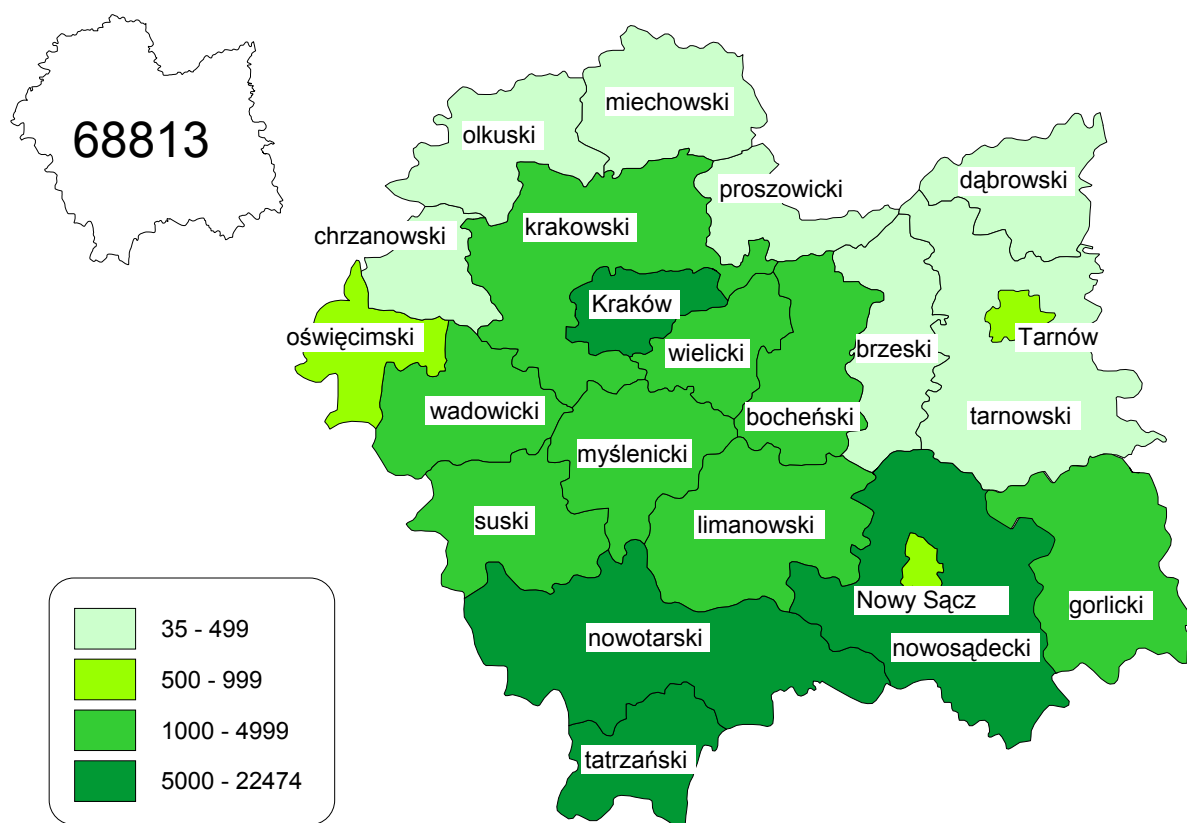 68813
miechowski
olkuski
dąbrowski
proszowicki
krakowski
chrzanowski
Kraków
oświęcimski
Tarnów
wielicki
brzeski
wadowicki
bocheński
tarnowski
myślenicki
suski
limanowski
Nowy Sącz
gorlicki
nowotarski
nowosądecki
tatrzański
35 - 499
500 - 999
1000 - 4999
5000 - 22474